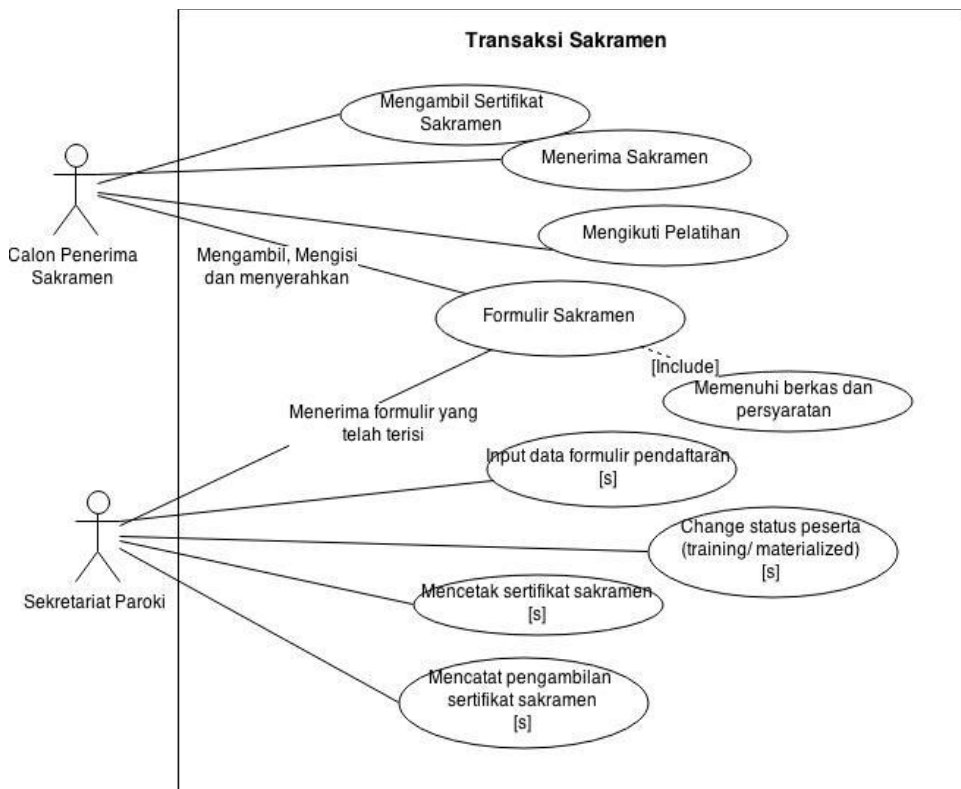 Transaksi Sakramen
Mengambil Sertifikat
Sakramen
Menerima Sakramen
Mengikuti Pelatihan
Calon Penerima
Sakramen
Mengambil, Mengisi
dan menyerahkan
Formulir Sakramen
[Include]
Memenuhi berkas dan
persyaratan
Menerima formulir yang
telah terisi
Input data formulir pendaftaran
[s]
Change status peserta
(training/ materialized)
[s]
Sekretariat Paroki
Mencetak sertifikat sakramen
[s]
Mencatat pengambilan
sertifikat sakramen
[s]